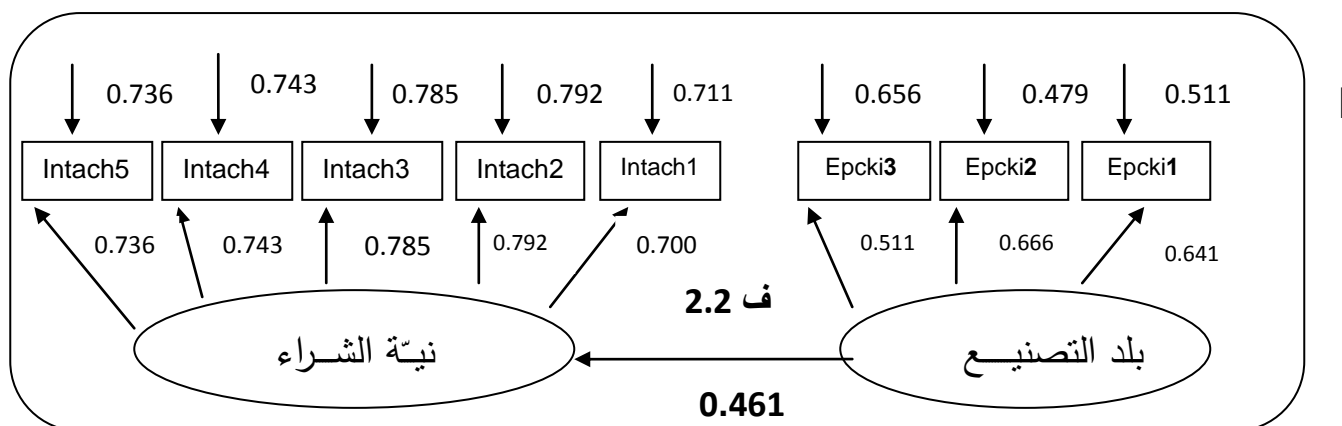 0.736 0.743 0.785 0.792 0.711 0.656 0.479 0.511
Intach5 Intach4 Intach3 Intach2 Intach1 Epcki3 Epcki2 Epcki1
0.736 0.743 0.785 0.792 0.700 0.511 0.666 0.641
ف 2.2
نيّة الشـــراء بلد التصنيـــــع
0.461